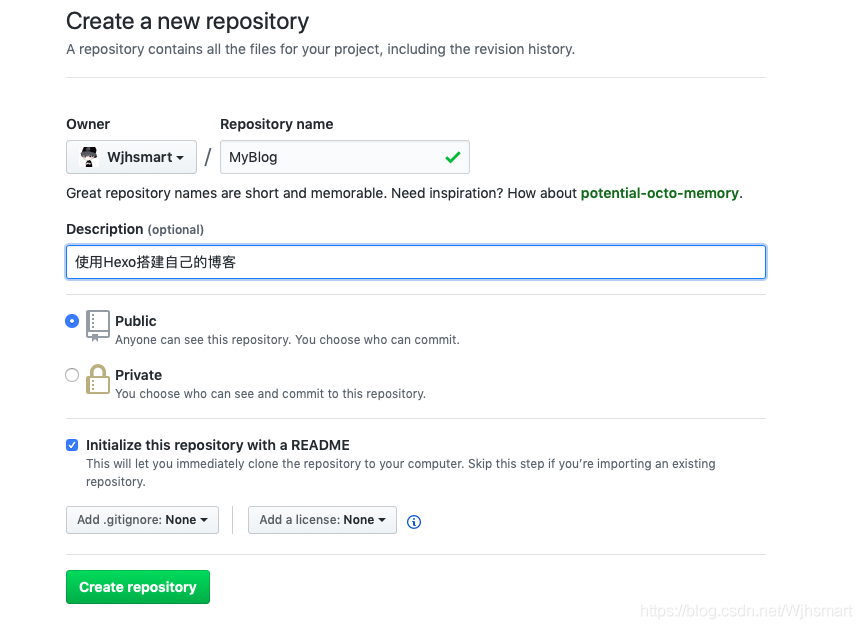 Create a new repository
A repository contains all the files for your project, including the revision history.
Owner
Repository name
Wjhsmart
/
MyBlog
Great repository names are short and memorable. Need inspiration? How about potential-octo-memory.
Description (optional)
使用Hexo搭建自己的博客
Public
Anyone can see this repository. You choose who can commit.
Private
You choose who can see and commit to this repository.
Initialize this repository with a README
This will let you immediately clone the repository to your computer. Skip this step if you’re importing an existing
repository.
Add .gitignore: None
Add a license: None
Create repository
https://blog.csdn.net/Wjhsmart